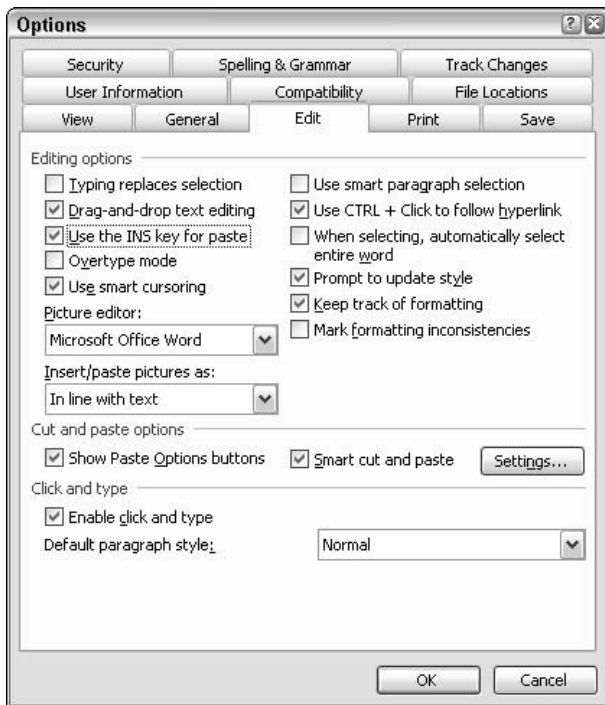 Options
Security
Spelling & Grammar
Track Changes
User Information
Compatibility
File Locations
View
General
Edit
Print
Save
Editing options
Typing replaces selection
Drag-and-drop text editing
Use the INS key for paste
Overtype mode
Use smart cursoring
Picture editor:
Microsoft Office Word
Insert/paste pictures as:
In line with text
Use smart paragraph selection
Use CTRL + Click to follow hyperlink
When selecting, automatically select
entire word
Prompt to update style
Keep track of formatting
Mark formatting inconsistencies
Cut and paste options
Show Paste Options buttons
Smart cut and paste
Settings...
Click and type
Enable click and type
Default paragraph style:
Normal
OK
Cancel